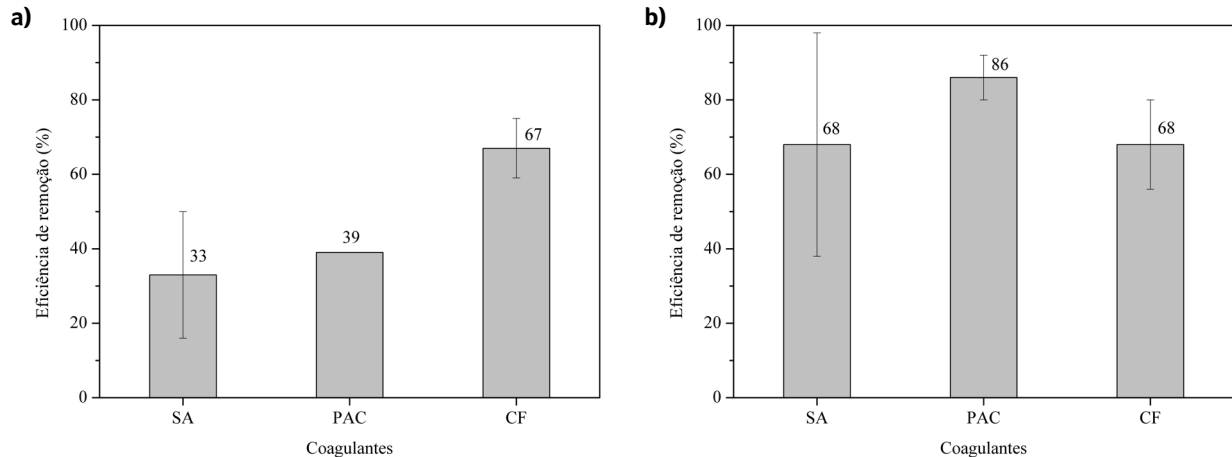 a)
Eficiência de remoção (%)
100
80
60
40
20
0
33
39
67
SA PAC CF
Coagulantes
b)
Eficiência de remoção (%)
100
80
60
40
20
0
68
86
68
SA PAC CF
Coagulantes